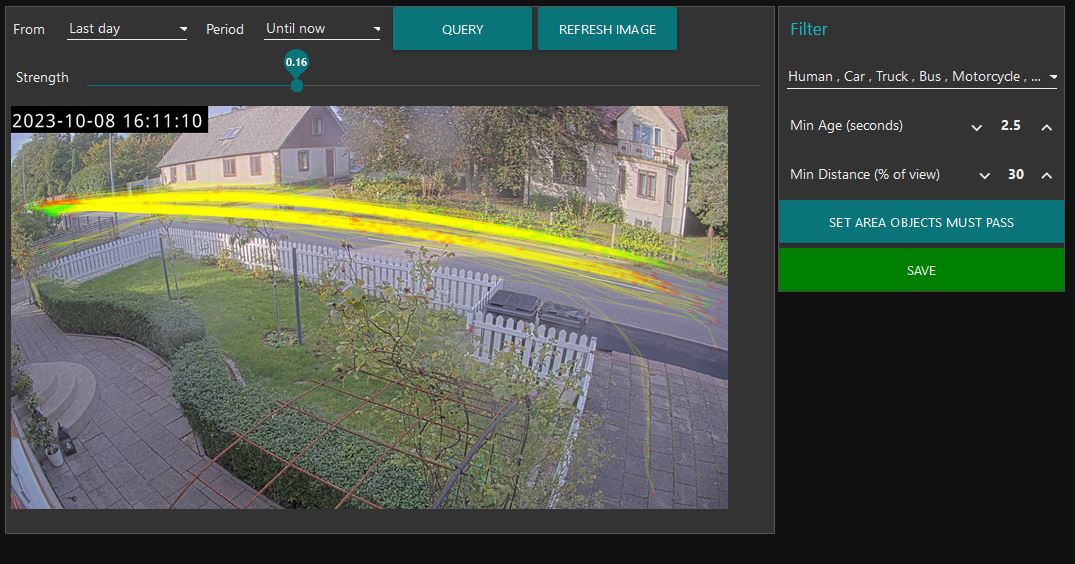 From Last day Period Until now QUERY REFRESH IMAGE
Strength 0.16
2023-10-08 16:11:10
Filter
Human , Car , Truck , Bus , Motorcycle , ...
Min Age (seconds) 2.5
Min Distance (% of view) 30
SET AREA OBJECTS MUST PASS
SAVE